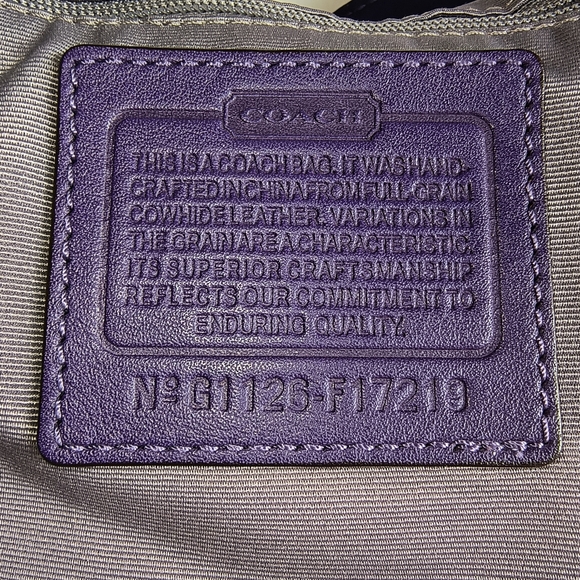 COACH
THIS IS A COACH BAG. IT WAS HAND-
CRAFTED IN CHINA FROM FULL-GRAIN
COWHIDE LEATHER. VARIATIONS IN
THE GRAIN ARE A CHARACTERISTIC.
ITS SUPERIOR CRAFTSMANSHIP
REFLECTS OUR COMMITMENT TO
ENDURING QUALITY.
Nº G1126-F17219